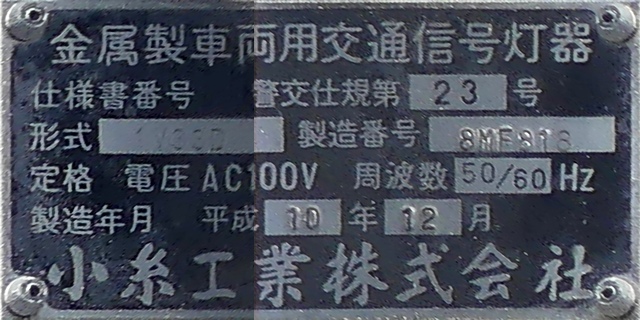 金属製車両用交通信号灯器
仕様書番号 警交仕規第 23 号
形式 1V33D 製造番号 8MF818
定格 電圧 AC100V 周波数 50/60 Hz
製造年月 平成 10 年 12 月
小糸工業株式会社